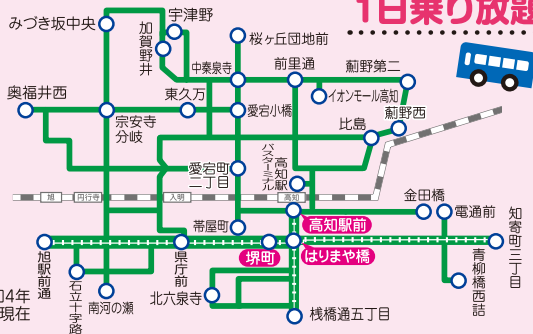 1日乗り放題
みづき坂中央
加賀野井
宇津野
桜ヶ丘団地前
中秦泉寺
前里通
薊野第二
奥福井西
東久万
イオンモール高知
宗安寺分岐
愛宕小橋
薊野西
比島
バスターミナル
高知駅
愛宕町二丁目
旭
円行寺
入明
高知
金田橋
電通前
帯屋町
高知駅前
知寄町三丁目
旭駅前通
県庁前
堺町
はりまや橋
青柳橋西詰
石立十字路
南河の瀬
北六泉寺
桟橋通五丁目
4年
現在